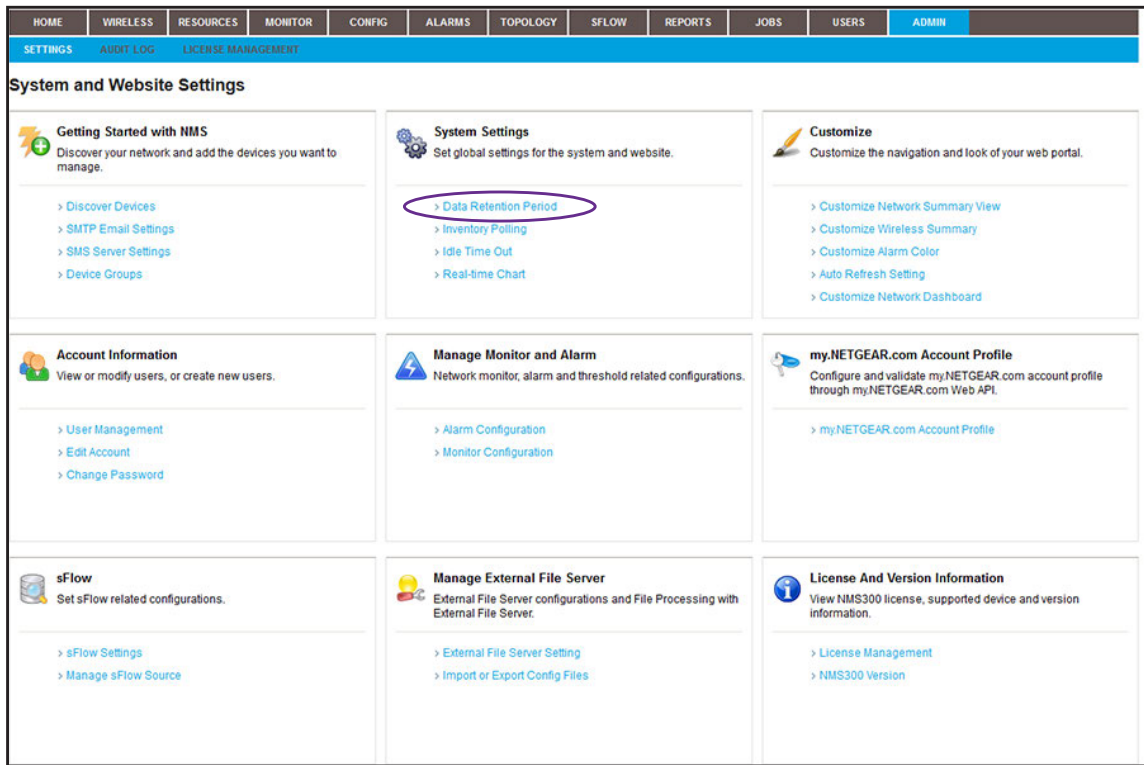 HOME WIRELESS RESOURCES MONITOR CONFIG ALARMS TOPOLOGY SFLOW REPORTS JOBS USERS ADMIN
SETTINGS AUDIT LOG LICENSE MANAGEMENT
System and Website Settings
Getting Started with NMS
Discover your network and add the devices you want to
manage.
> Discover Devices
> SMTP Email Settings
> SMS Server Settings
> Device Groups
System Settings
Set global settings for the system and website.
> Data Retention Period
> Inventory Polling
> Idle Time Out
> Real-time Chart
Customize
Customize the navigation and look of your web portal.
> Customize Network Summary View
> Customize Wireless Summary
> Customize Alarm Color
> Auto Refresh Setting
> Customize Network Dashboard
Account Information
View or modify users, or create new users.
> User Management
> Edit Account
> Change Password
Manage Monitor and Alarm
Network monitor, alarm and threshold related configurations.
> Alarm Configuration
> Monitor Configuration
my.NETGEAR.com Account Profile
Configure and validate my.NETGEAR.com account profile
through my.NETGEAR.com Web API.
> my.NETGEAR.com Account Profile
sFlow
Set sFlow related configurations.
> sFlow Settings
> Manage sFlow Source
Manage External File Server
External File Server configurations and File Processing with
External File Server.
> External File Server Setting
> Import or Export Config Files
License And Version Information
View NMS300 license, supported device and version
information.
> License Management
> NMS300 Version